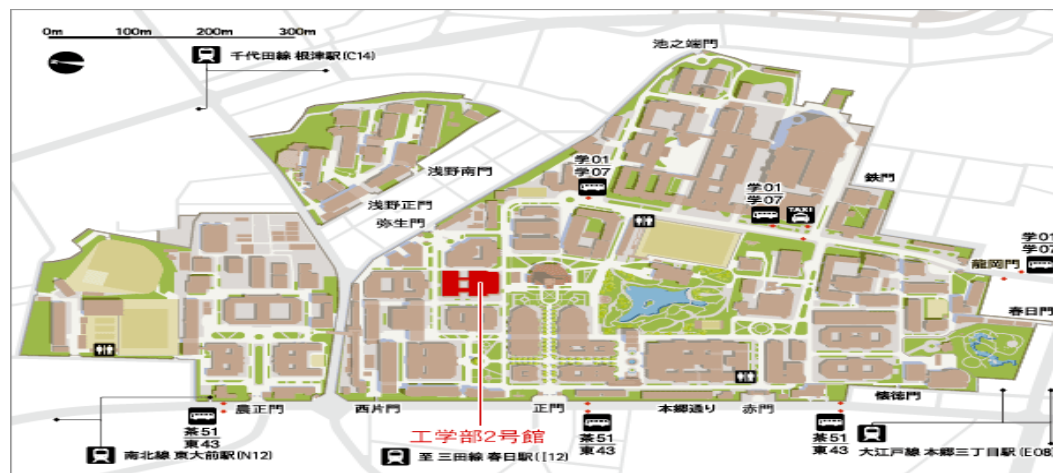 0m 100m 200m 300m
千代田線 根津駅(C14)
池之端門
浅野南門
浅野正門
弥生門
学01
学07
学01
学07
TAXI
鉄門
学01
学07
龍岡門
春日門
農正門
西片門
正門
本郷通り
赤門
懐徳門
茶51
東43
工学部2号館
茶51
東43
茶51
東43
南北線 東大前駅(N12)
至 三田線 春日駅(I12)
大江戸線 本郷三丁目駅(E08)